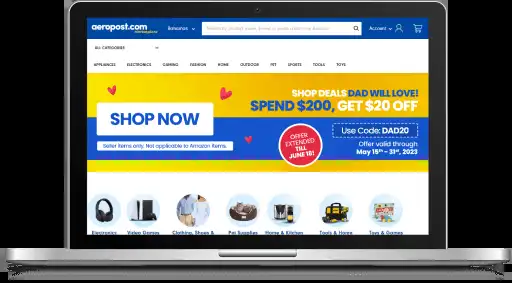 aeropost.com
Bahamas
Account
ALL CATEGORIES
APPLIANCES ELECTRONICS GAMING FASHION HOME OUTDOOR PET SPORTS TOOLS TOYS
SHOP DEALS DAD WILL LOVE!
SPEND $200, GET $20 OFF
SHOP NOW
Seller items only. Not applicable to Amazon items.
OFFER
EXTENDED
TILL
JUNE 18!
Use Code: DAD20
Offer valid through
May 15th - 31st, 2023
Electronics Video Games Clothing, Shoes & Pet Supplies Home & Kitchen Tools & Home Toys & Games